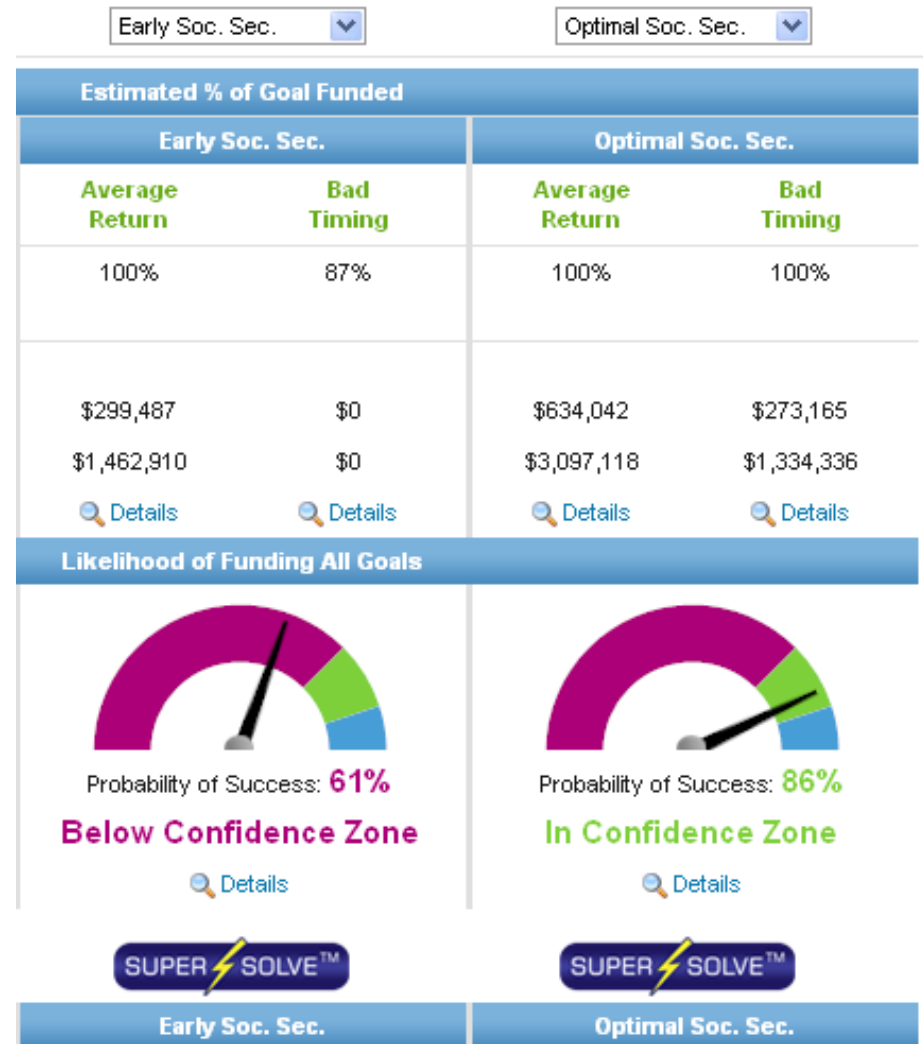 Early Soc. Sec. Optimal Soc. Sec.
Estimated % of Goal Funded
Early Soc. Sec. Optimal Soc. Sec.
Average Return Bad Timing Average Return Bad Timing
100% 87% 100% 100%
$299,487 $0 $634,042 $273,165
$1,462,910 $0 $3,097,118 $1,334,336
Details Details Details Details
Likelihood of Funding All Goals
Probability of Success: 61% Probability of Success: 86%
Below Confidence Zone In Confidence Zone
Details Details
SUPER SOLVE™ SUPER SOLVE™
Early Soc. Sec. Optimal Soc. Sec.